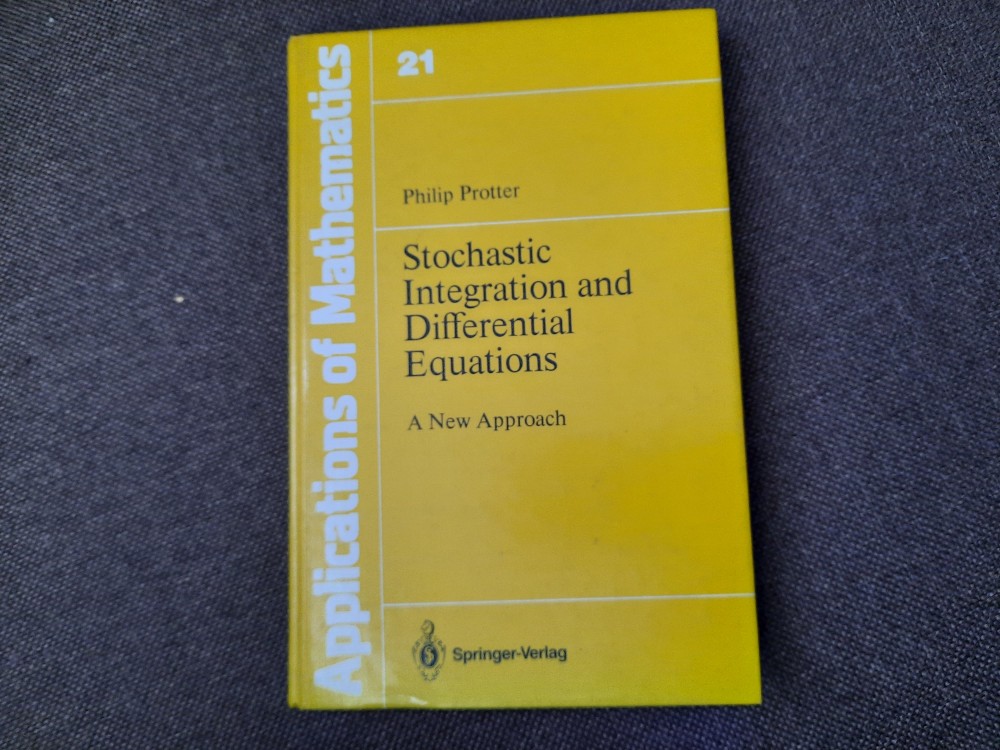 Applications of Mathematics
21
Philip Protter
Stochastic
Integration and
Differential
Equations
A New Approach
Springer-Verlag